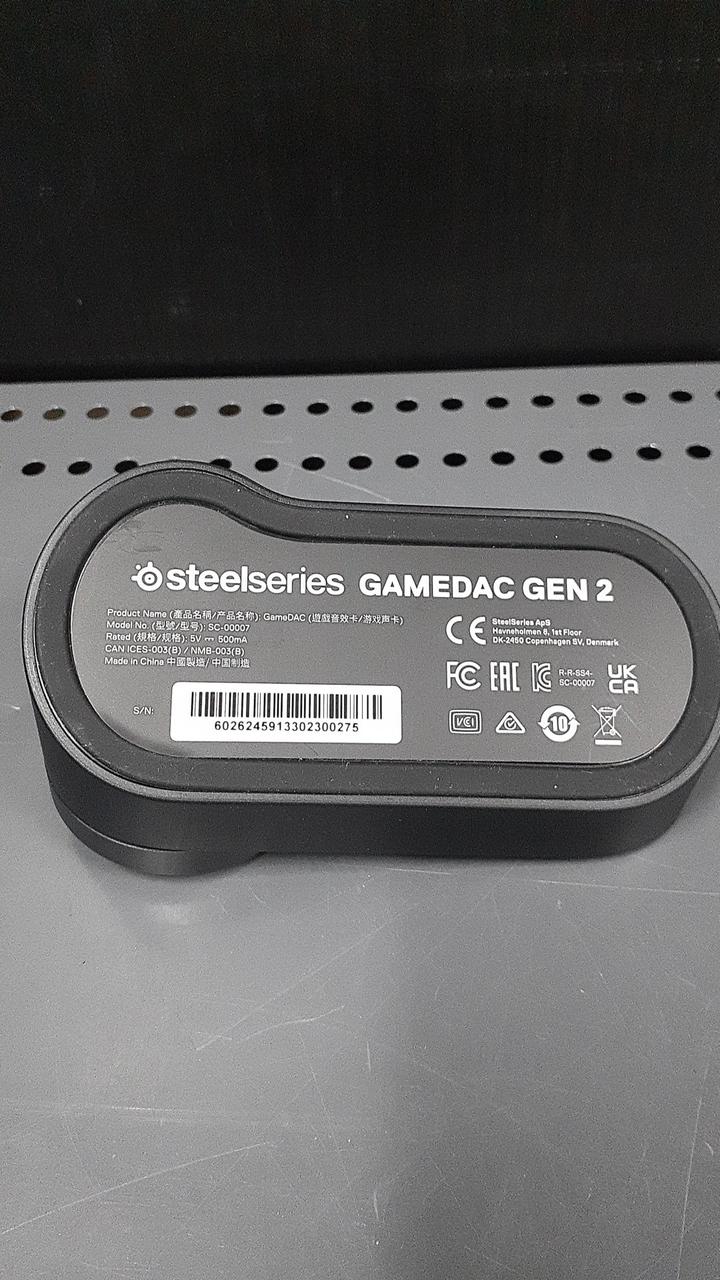 steelseries GAMEDAC GEN 2
Product Name (產品名稱/产品名称): GameDAC (遊戲音效卡/游戏声卡)
Model No. (型號/型号): SC-00007
Rated (規格/规格): 5V ⎓ 500mA
CAN ICES-003(B) / NMB-003(B)
Made in China 中國製造/ 中国制造
S/N:
6026245913302300275
CE
SteelSeries ApS
Havneholmen 8, 1st Floor
DK-2450 Copenhagen SV, Denmark
FC EAC R-R-SS4-
SC-00007
UK
CA
VCI 10